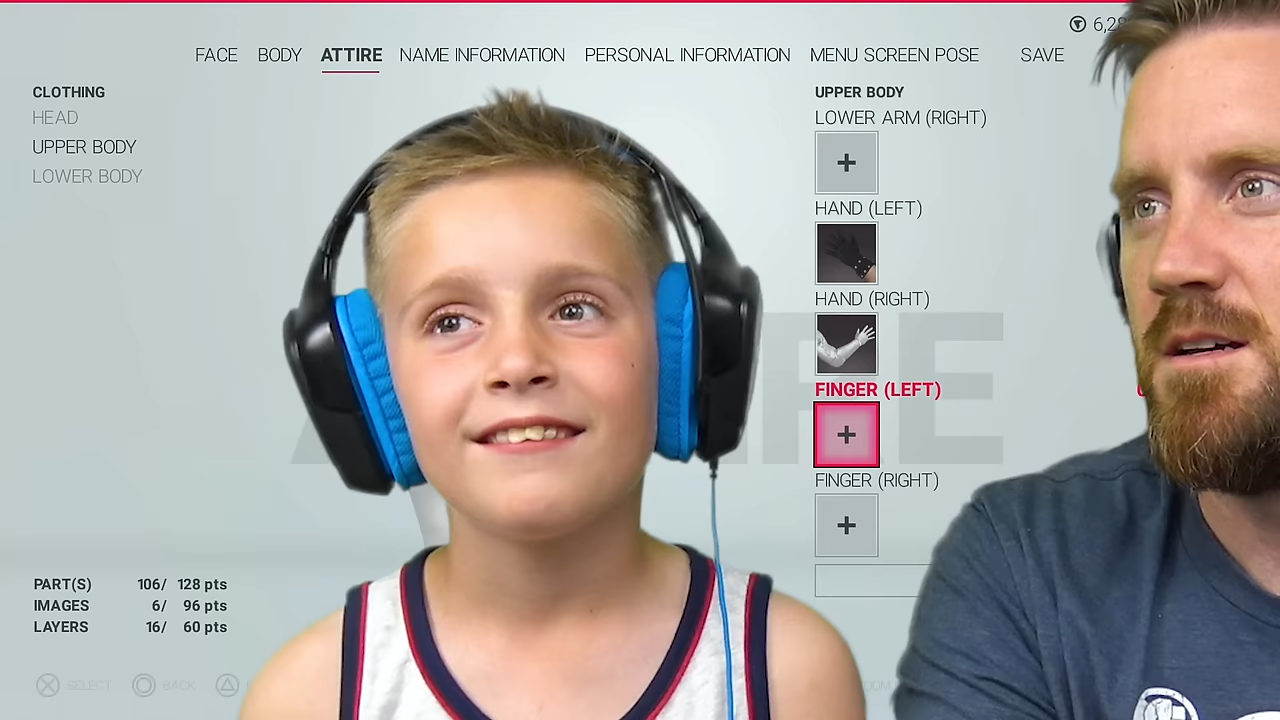 FACE BODY ATTIRE NAME INFORMATION PERSONAL INFORMATION MENU SCREEN POSE SAVE
CLOTHING
HEAD
UPPER BODY
LOWER BODY
UPPER BODY
LOWER ARM (RIGHT)
HAND (LEFT)
HAND (RIGHT)
FINGER (LEFT)
FINGER (RIGHT)
PART(S) 106/ 128 pts
IMAGES 6/ 96 pts
LAYERS 16/ 60 pts
SELECT BACK